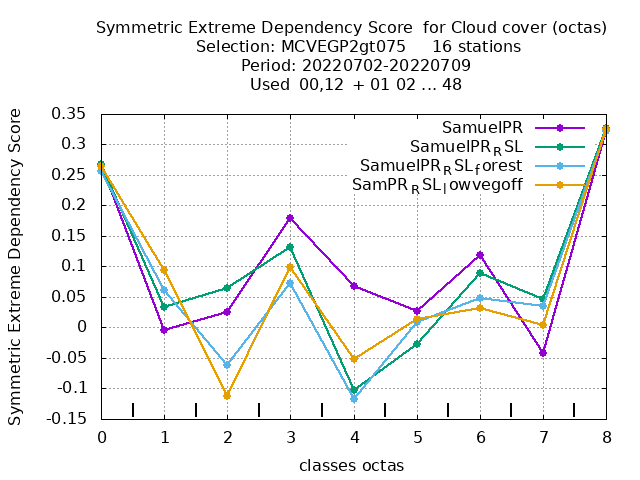 Symmetric Extreme Dependency Score  for Cloud cover (octas)
Selection: MCVEGP2gt075     16 stations
Period: 20220702-20220709
Used  00,12  + 01 02 ... 48
Symmetric Extreme Dependency Score
0.35
0.3
0.25
0.2
0.15
0.1
0.05
0
-0.05
-0.1
-0.15
SamuelPR
SamuelPR_RSL
SamuelPR_RSL_forest
SamPR_RSL_lowvegoff
0 1 2 3 4 5 6 7 8
classes octas